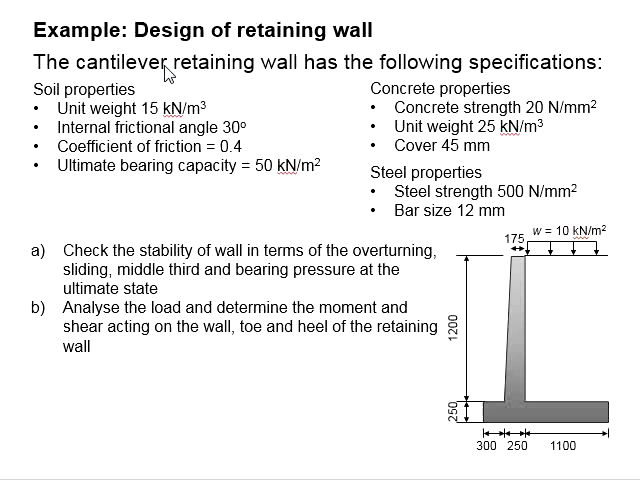 Example: Design of retaining wall
The cantilever retaining wall has the following specifications:
Soil properties
• Unit weight 15 kN/m³
• Internal frictional angle 30º
• Coefficient of friction = 0.4
• Ultimate bearing capacity = 50 kN/m²
Concrete properties
• Concrete strength 20 N/mm²
• Unit weight 25 kN/m³
• Cover 45 mm
Steel properties
• Steel strength 500 N/mm²
• Bar size 12 mm
a) Check the stability of wall in terms of the overturning,
sliding, middle third and bearing pressure at the
ultimate state
b) Analyse the load and determine the moment and
shear acting on the wall, toe and heel of the retaining
wall
w = 10 kN/m²
175
1200
250
300 250 1100